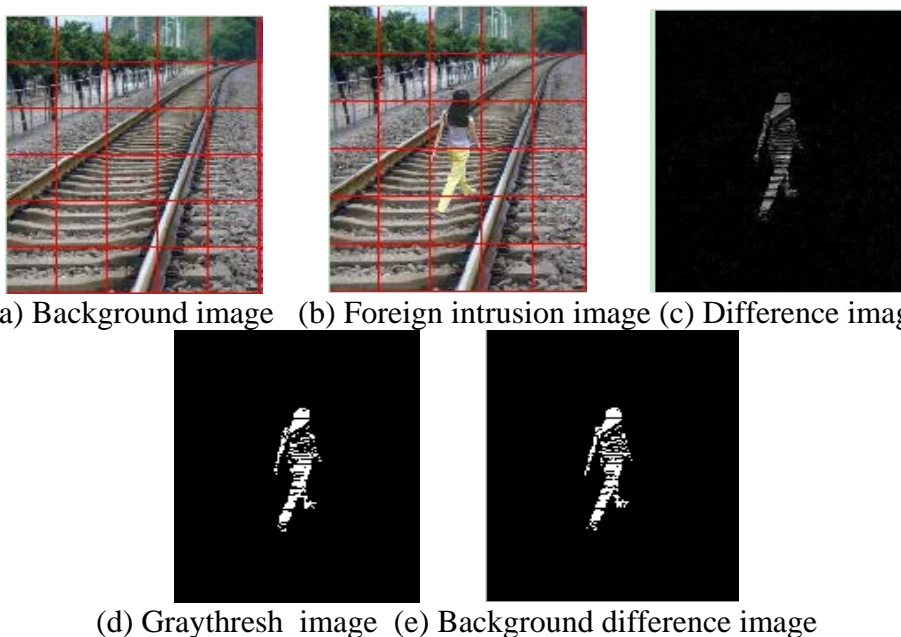 a) Background image (b) Foreign intrusion image (c) Difference imag
(d) Graythresh image (e) Background difference image